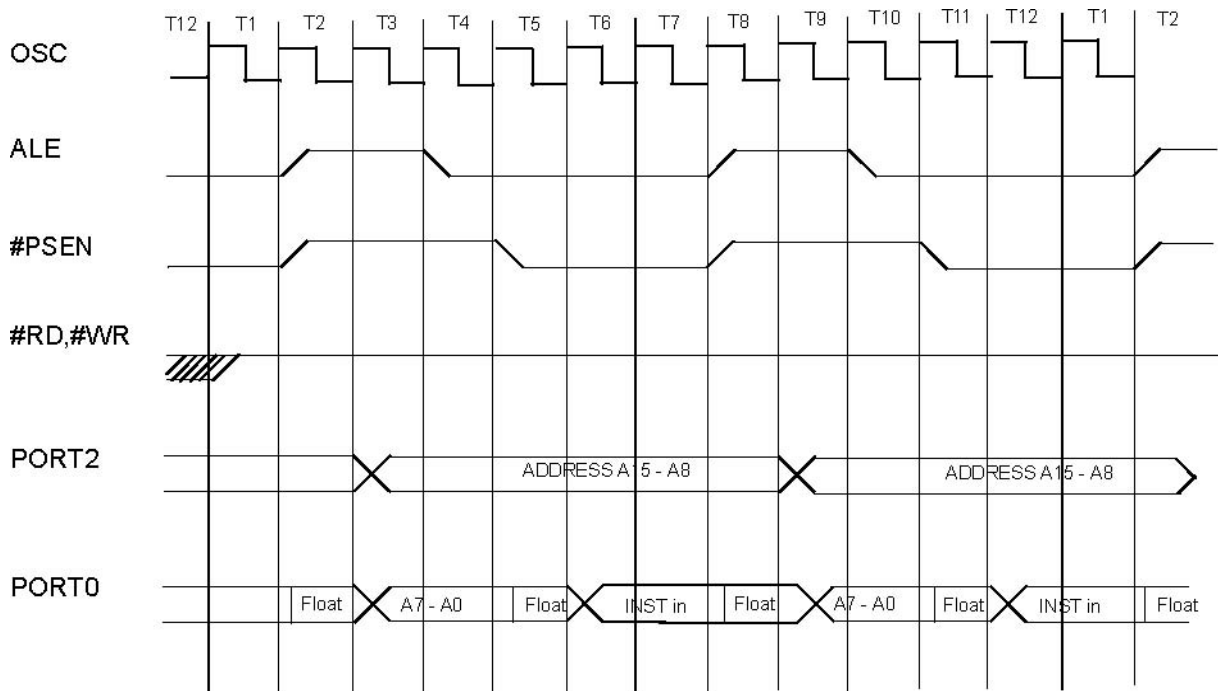 T12 T1 T2 T3 T4 T5 T6 T7 T8 T9 T10 T11 T12 T1 T2
OSC
ALE
#PSEN
#RD,#WR
PORT2 ADDRESS A15 - A8 ADDRESS A15 - A8
PORT0 Float A7 - A0 Float INST in Float A7 - A0 Float INST in Float